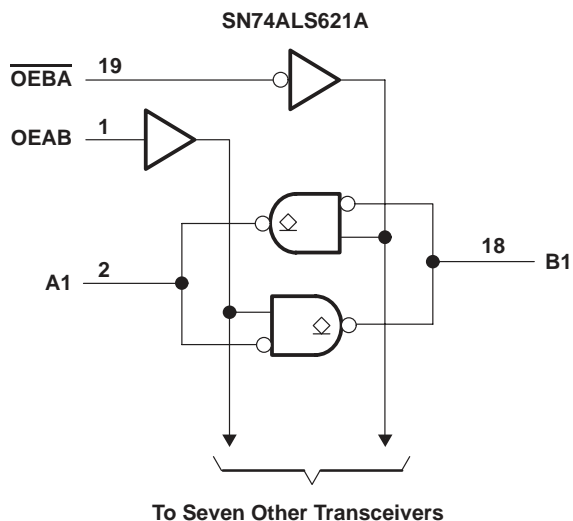 SN74ALS621A
OEBA 19
OEAB 1
A1 2
18 B1
To Seven Other Transceivers